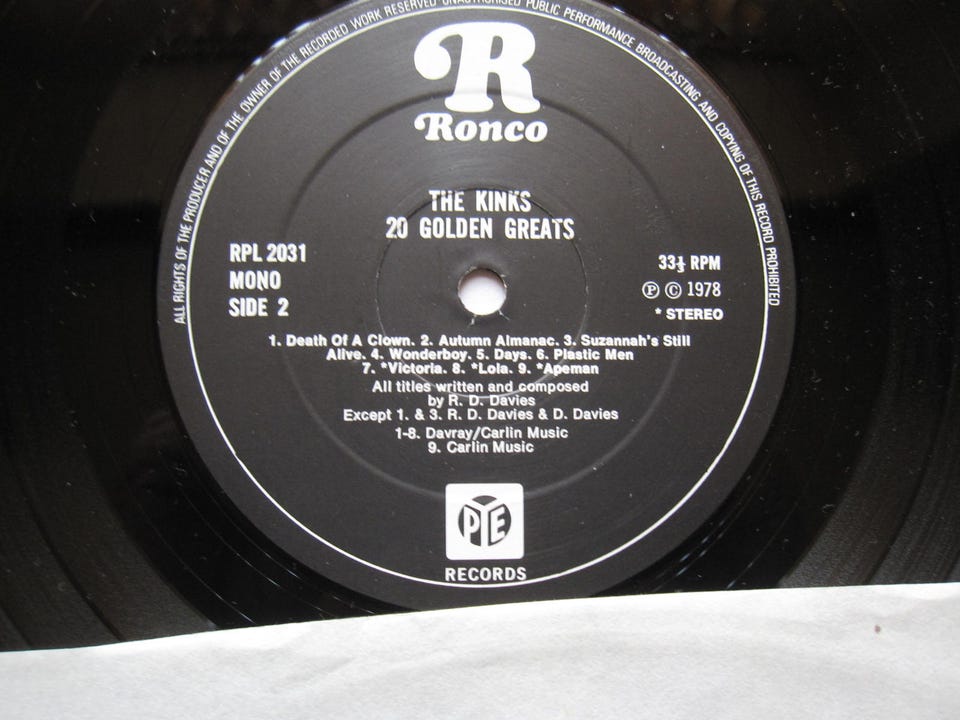 ALL RIGHTS OF THE PRODUCER AND OF THE OWNER OF THE RECORDED WORK RESERVED UNAUTHORISED PUBLIC PERFORMANCE BROADCASTING AND COPYING OF THIS RECORD PROHIBITED
R
Ronco
THE KINKS
20 GOLDEN GREATS
RPL 2031
MONO
SIDE 2
33⅓ RPM
℗ © 1978
* STEREO
1. Death Of A Clown. 2. Autumn Almanac. 3. Suzannah's Still
Alive. 4. Wonderboy. 5. Days. 6. Plastic Men
7. *Victoria. 8. *Lola. 9. *Apeman
All titles written and composed
by R. D. Davies
Except 1. & 3. R. D. Davies & D. Davies
1-8. Davray/Carlin Music
9. Carlin Music
PYE
RECORDS